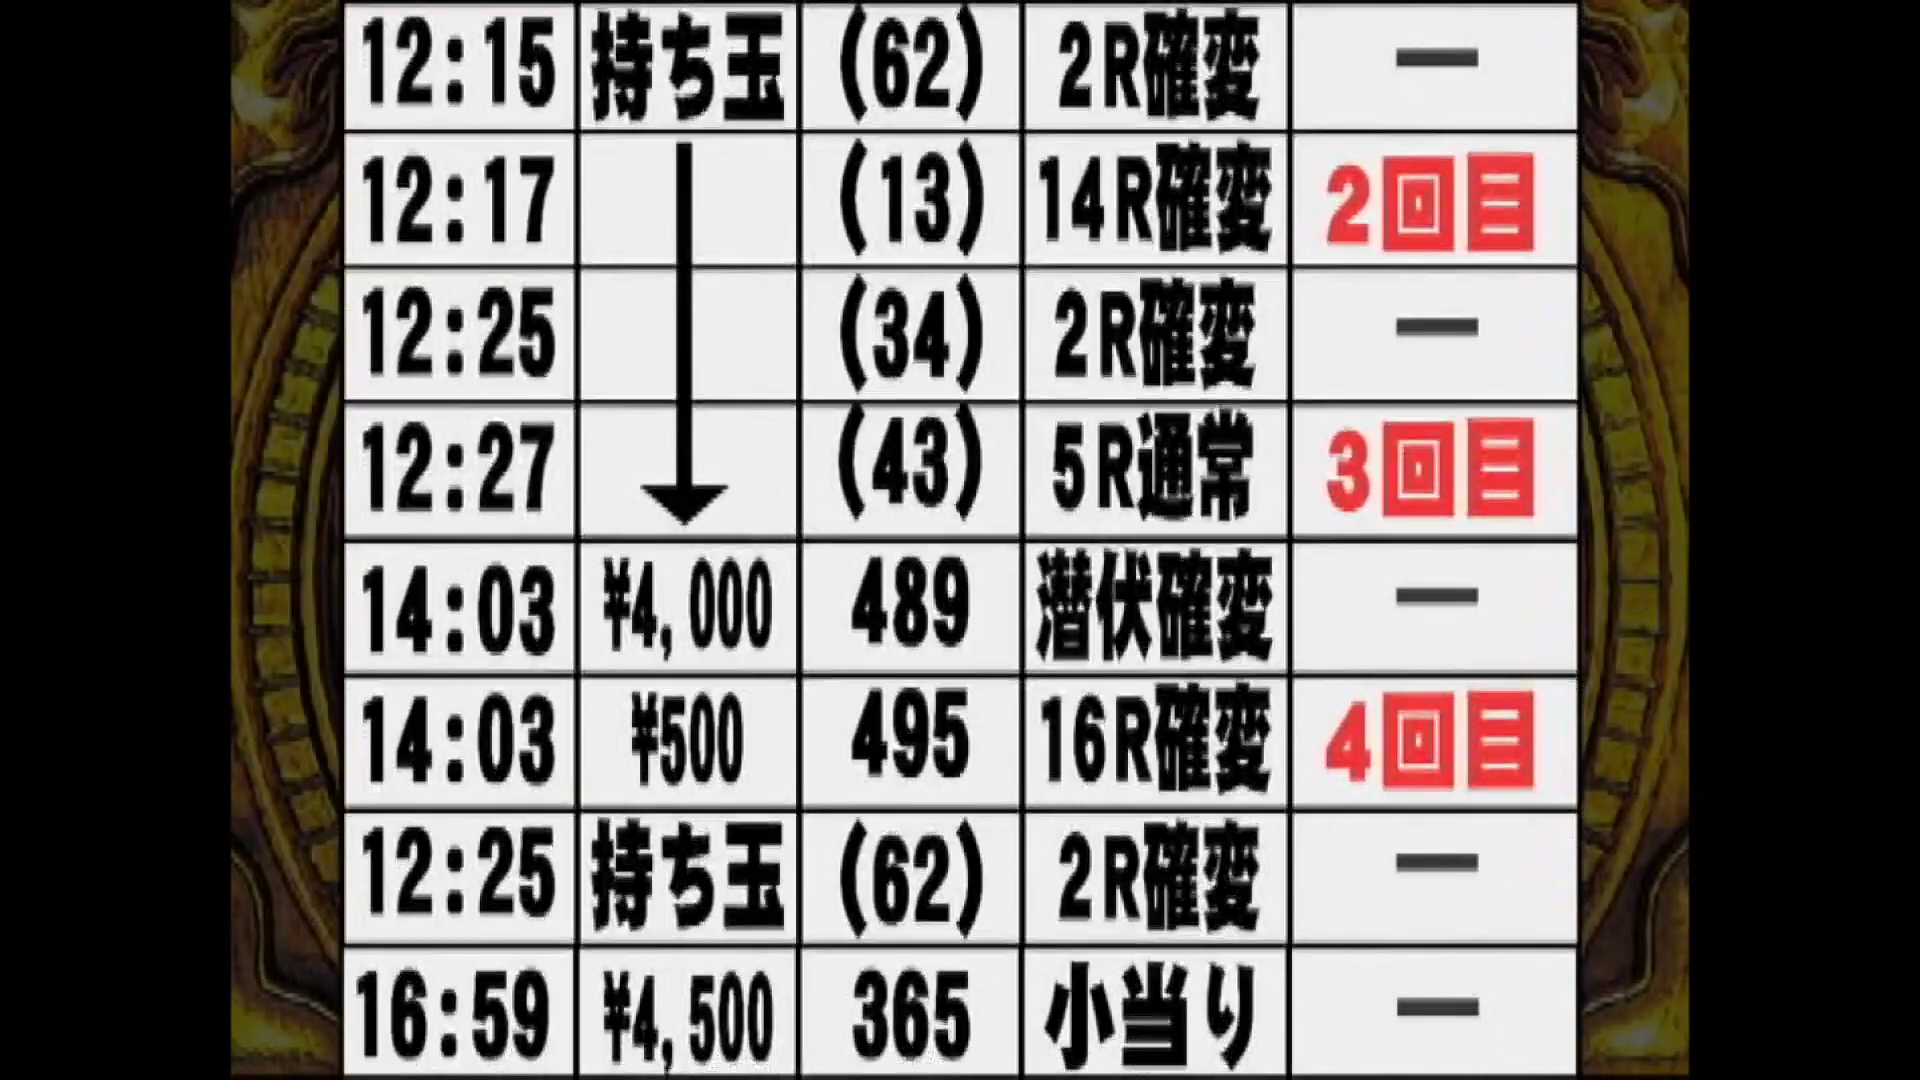 12:15 持ち玉 (62) 2R確変 ー
12:17 (13) 14R確変 2回目
12:25 (34) 2R確変 ー
12:27 (43) 5R通常 3回目
14:03 ¥4,000 489 潜伏確変 ー
14:03 ¥500 495 16R確変 4回目
12:25 持ち玉 (62) 2R確変 ー
16:59 ¥4,500 365 小当り ー